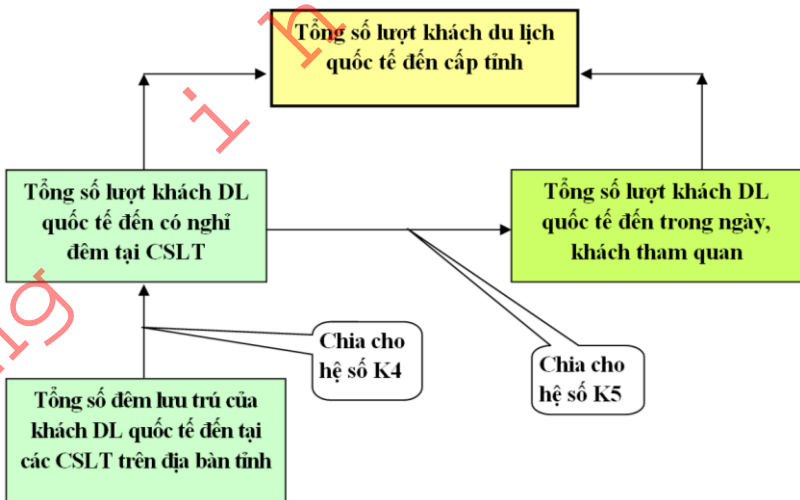 Tổng số lượt khách du lịch
quốc tế đến cấp tỉnh
Tổng số lượt khách DL
quốc tế đến có nghỉ
đêm tại CSLT
Tổng số lượt khách DL
quốc tế đến trong ngày,
khách tham quan
Chia cho
hệ số K4
Chia cho
hệ số K5
Tổng số đêm lưu trú của
khách DL quốc tế đến tại
các CSLT trên địa bàn tỉnh